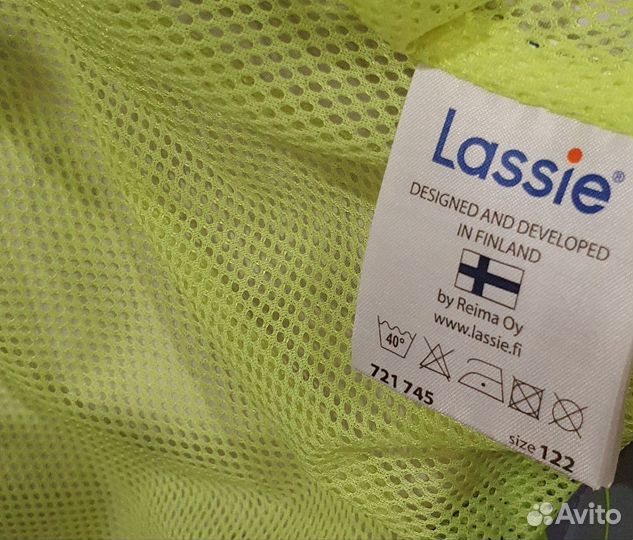 Lassie®
DESIGNED AND DEVELOPED
IN FINLAND
by Reima Oy
www.lassie.fi
40°
721 745
size 122
Avito